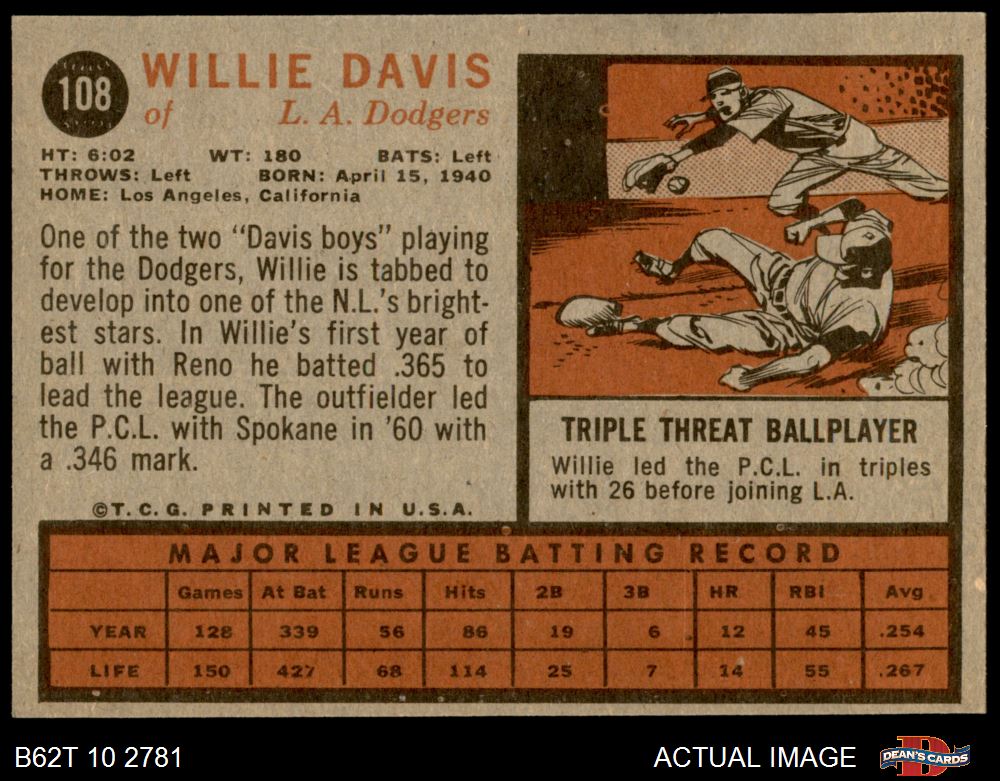 108
WILLIE DAVIS
of L. A. Dodgers
HT: 6:02 WT: 180 BATS: Left
THROWS: Left BORN: April 15, 1940
HOME: Los Angeles, California
One of the two “Davis boys” playing
for the Dodgers, Willie is tabbed to
develop into one of the N.L.’s bright-
est stars. In Willie’s first year of
ball with Reno he batted .365 to
lead the league. The outfielder led
the P.C.L. with Spokane in ’60 with
a .346 mark.
©T. C. G. PRINTED IN U.S.A.
TRIPLE THREAT BALLPLAYER
Willie led the P.C.L. in triples
with 26 before joining L.A.
MAJOR LEAGUE BATTING RECORD
Games At Bat Runs Hits 2B 3B HR RBI Avg
YEAR 128 339 56 86 19 6 12 45 .254
LIFE 150 427 68 114 25 7 14 55 .267
B62T 10 2781
ACTUAL IMAGE
DEAN'S CARDS